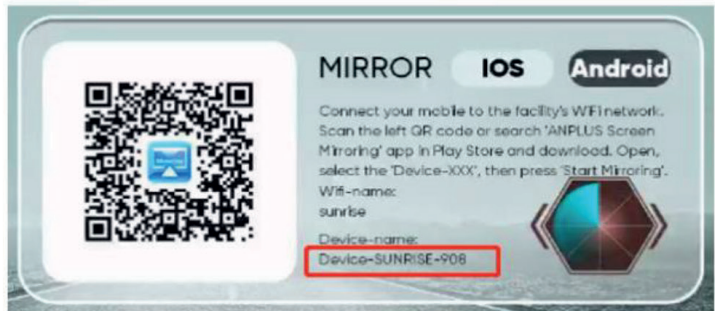 MIRROR IOS Android
Connect your mobile to the facility's WiFi network.
Scan the left QR code or search 'ANPLUS Screen
Mirroring' app in Play Store and download. Open,
select the 'Device-XXX', then press 'Start Mirroring'.
Wifi-name:
sunrise
Device-name:
Device-SUNRISE-908